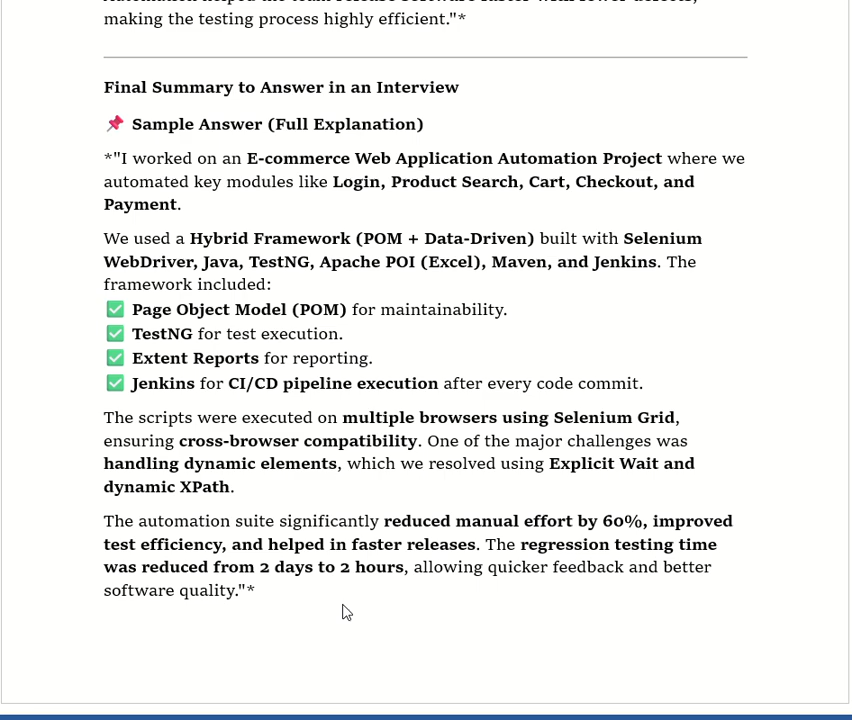 making the testing process highly efficient."*
Final Summary to Answer in an Interview
📌 Sample Answer (Full Explanation)
*"I worked on an E-commerce Web Application Automation Project where we
automated key modules like Login, Product Search, Cart, Checkout, and
Payment.
We used a Hybrid Framework (POM + Data-Driven) built with Selenium
WebDriver, Java, TestNG, Apache POI (Excel), Maven, and Jenkins. The
framework included:
✅ Page Object Model (POM) for maintainability.
✅ TestNG for test execution.
✅ Extent Reports for reporting.
✅ Jenkins for CI/CD pipeline execution after every code commit.
The scripts were executed on multiple browsers using Selenium Grid,
ensuring cross-browser compatibility. One of the major challenges was
handling dynamic elements, which we resolved using Explicit Wait and
dynamic XPath.
The automation suite significantly reduced manual effort by 60%, improved
test efficiency, and helped in faster releases. The regression testing time
was reduced from 2 days to 2 hours, allowing quicker feedback and better
software quality."*